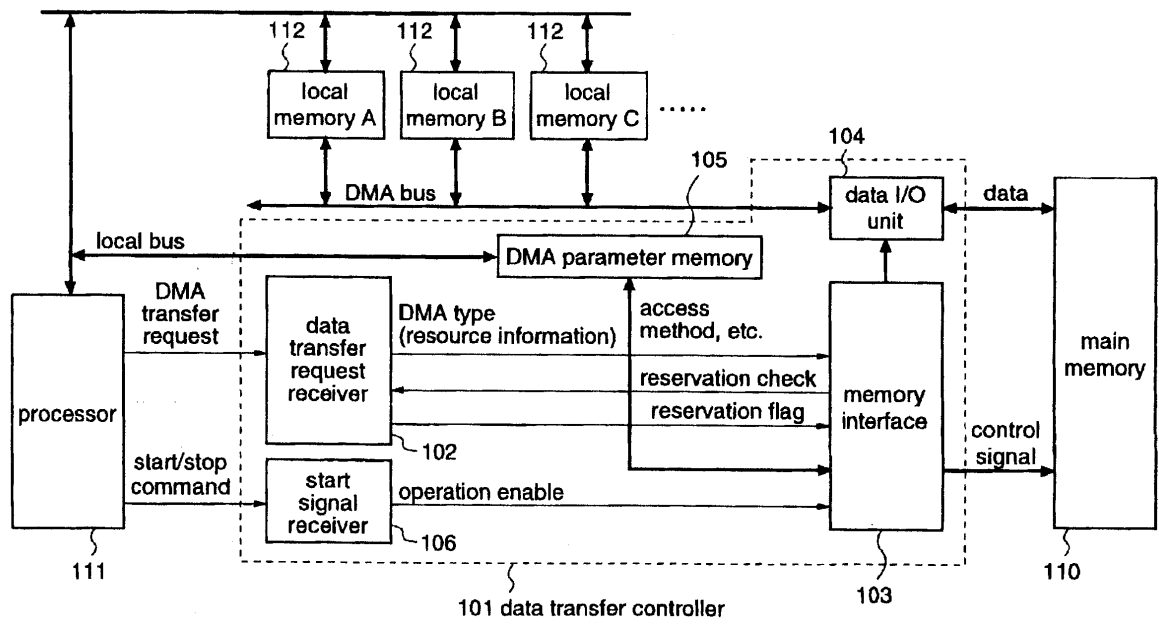 112
112
112
local
memory A
local
memory B
local
memory C
.....
105
104
DMA bus
data I/O
unit
data
local bus
DMA parameter memory
DMA
transfer
request
data
transfer
request
receiver
DMA type
(resource information)
access
method, etc.
reservation check
reservation flag
memory
interface
main
memory
processor
102
control
signal
start/stop
command
start
signal
receiver
operation enable
106
111
103
110
101 data transfer controller